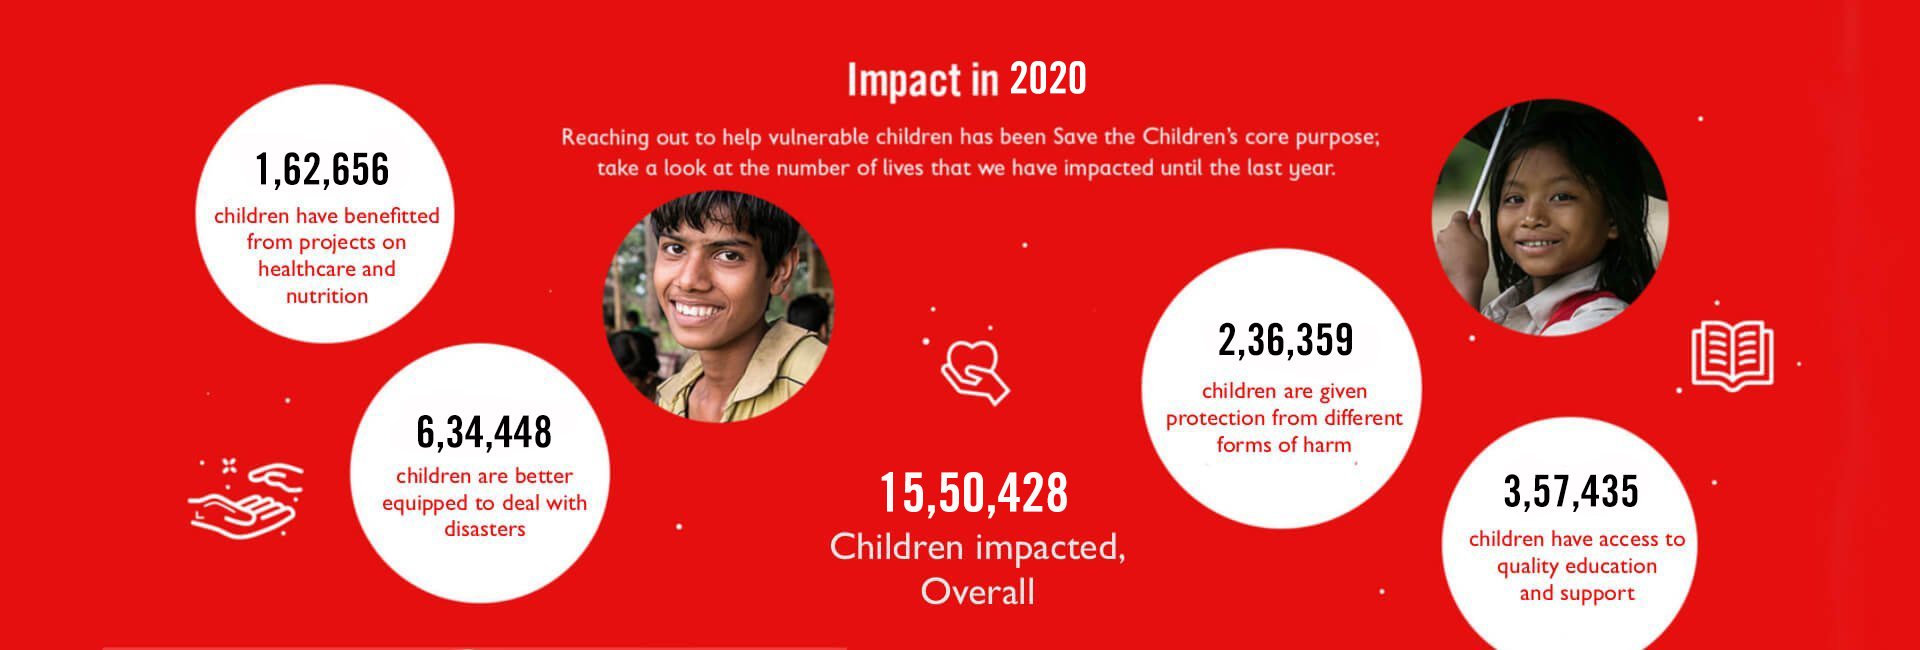 Impact in 2020
Reaching out to help vulnerable children has been Save the Children's core purpose;
take a look at the number of lives that we have impacted until the last year.
1,62,656
children have benefitted
from projects on
healthcare and
nutrition
6,34,448
children are better
equipped to deal with
disasters
15,50,428
Children impacted,
Overall
2,36,359
children are given
protection from different
forms of harm
3,57,435
children have access to
quality education
and support